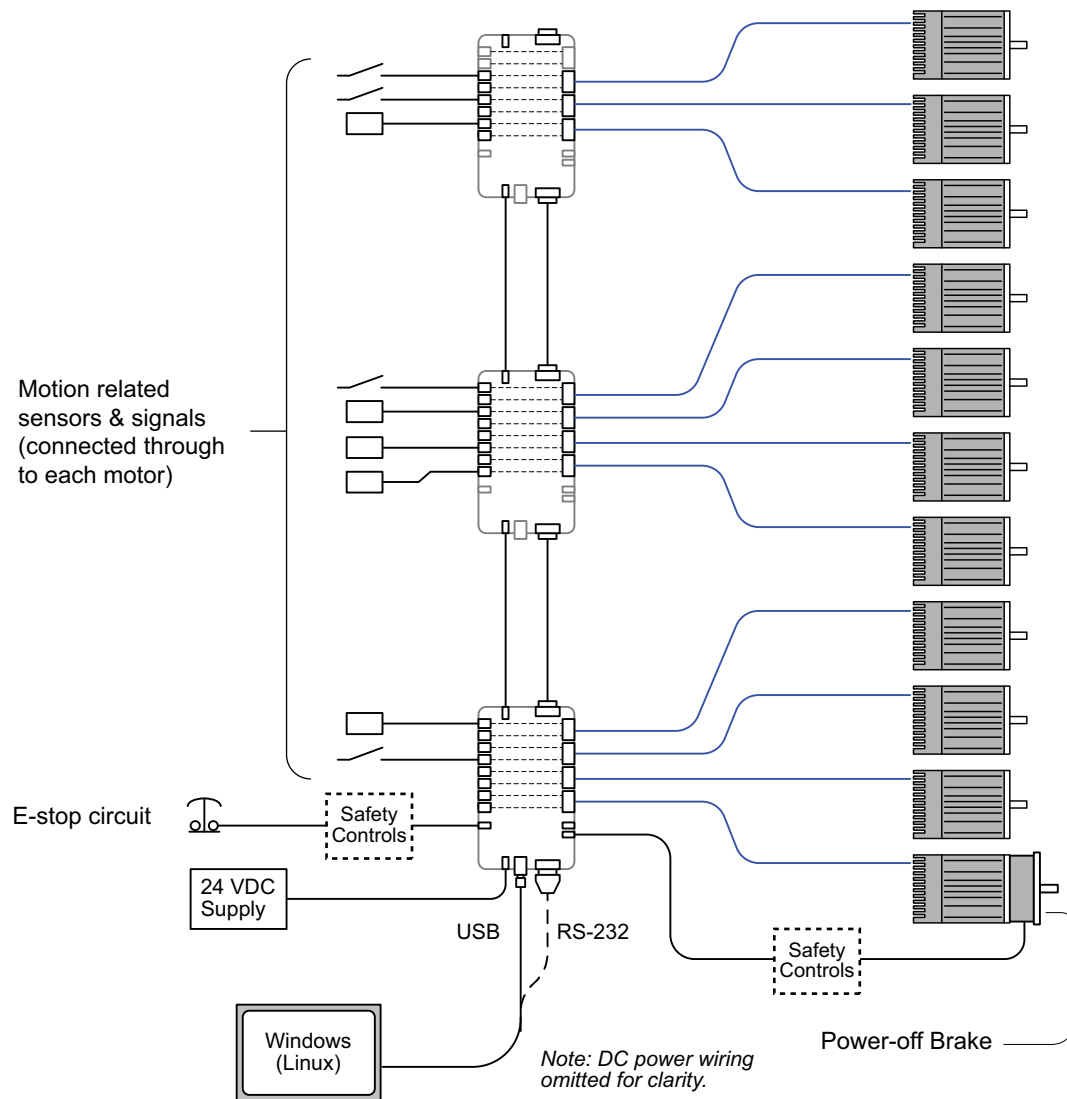 Motion related
sensors & signals
(connected through
to each motor)
E-stop circuit
Safety
Controls
24 VDC
Supply
USB
RS-232
Safety
Controls
Windows
(Linux)
Note: DC power wiring
omitted for clarity.
Power-off Brake